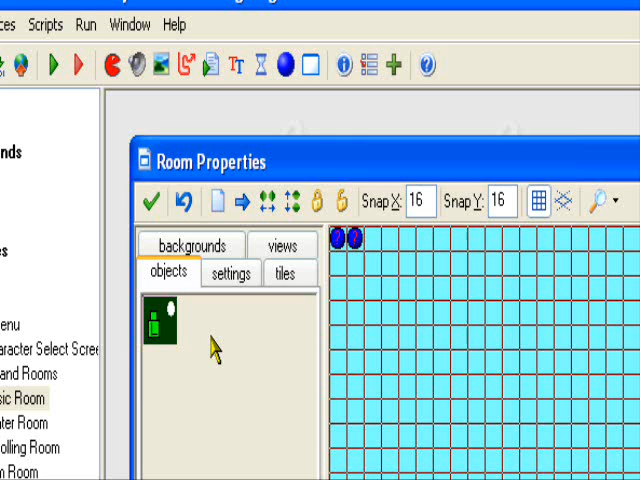 ces Scripts Run Window Help
Room Properties
Snap X: 16 Snap Y: 16
backgrounds views
objects settings tiles
nds
es
enu
aracter Select Scree
and Rooms
sic Room
ter Room
olling Room
m Room